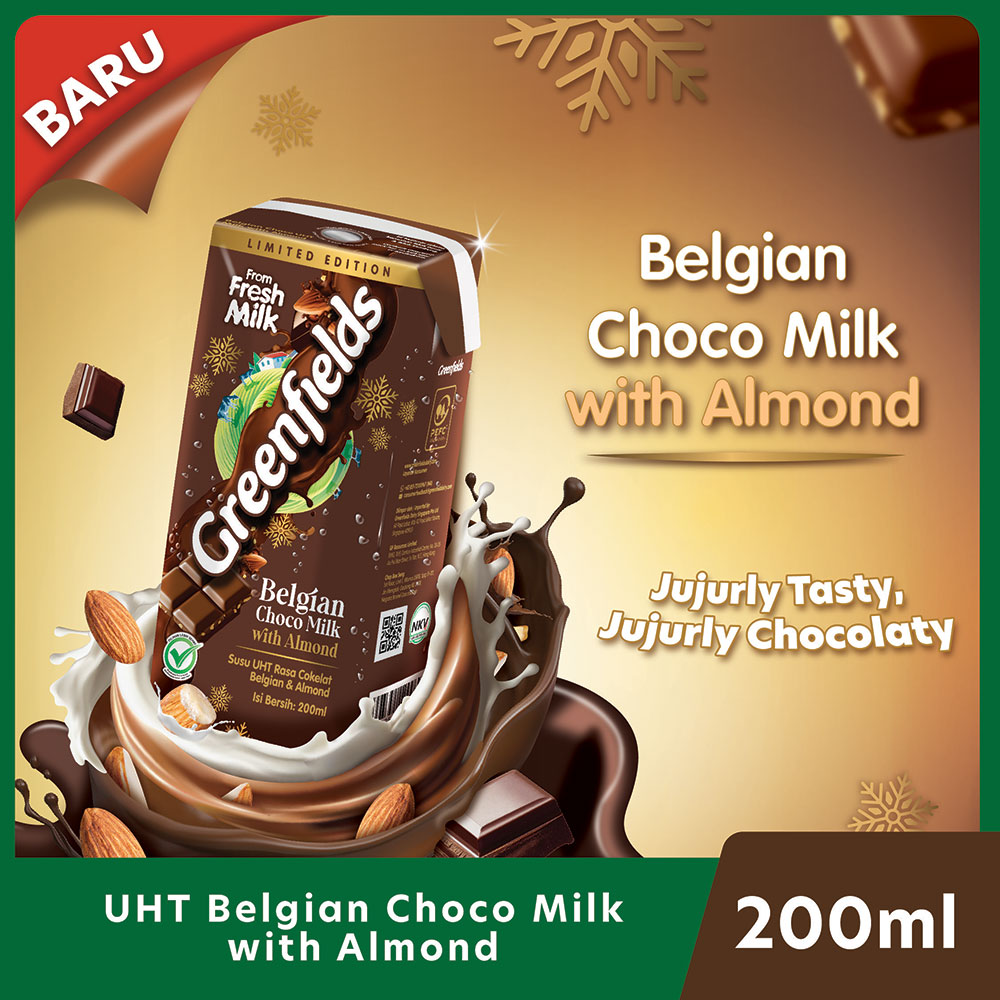 BARU
LIMITED EDITION
From
Fresh
Milk
Greenfields
Belgian
Choco Milk
with Almond
Susu UHT Rasa Cokelat
Belgian & Almond
Isi Bersih: 200ml
Greenfields
PEFC
NKV
Belgian
Choco Milk
with Almond
Jujurly Tasty,
Jujurly Chocolaty
UHT Belgian Choco Milk
with Almond
200ml